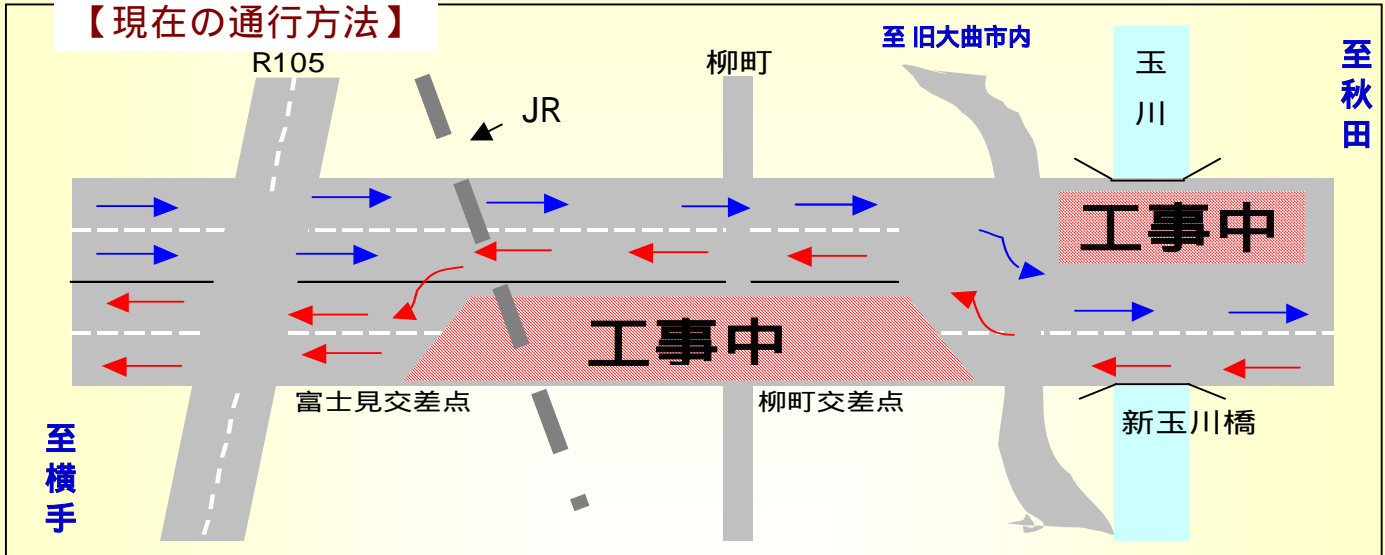 【現在の通行方法】
R105
柳町
至 旧大曲市内
玉川
至秋田
JR
工事中
工事中
富士見交差点
柳町交差点
新玉川橋
至横手